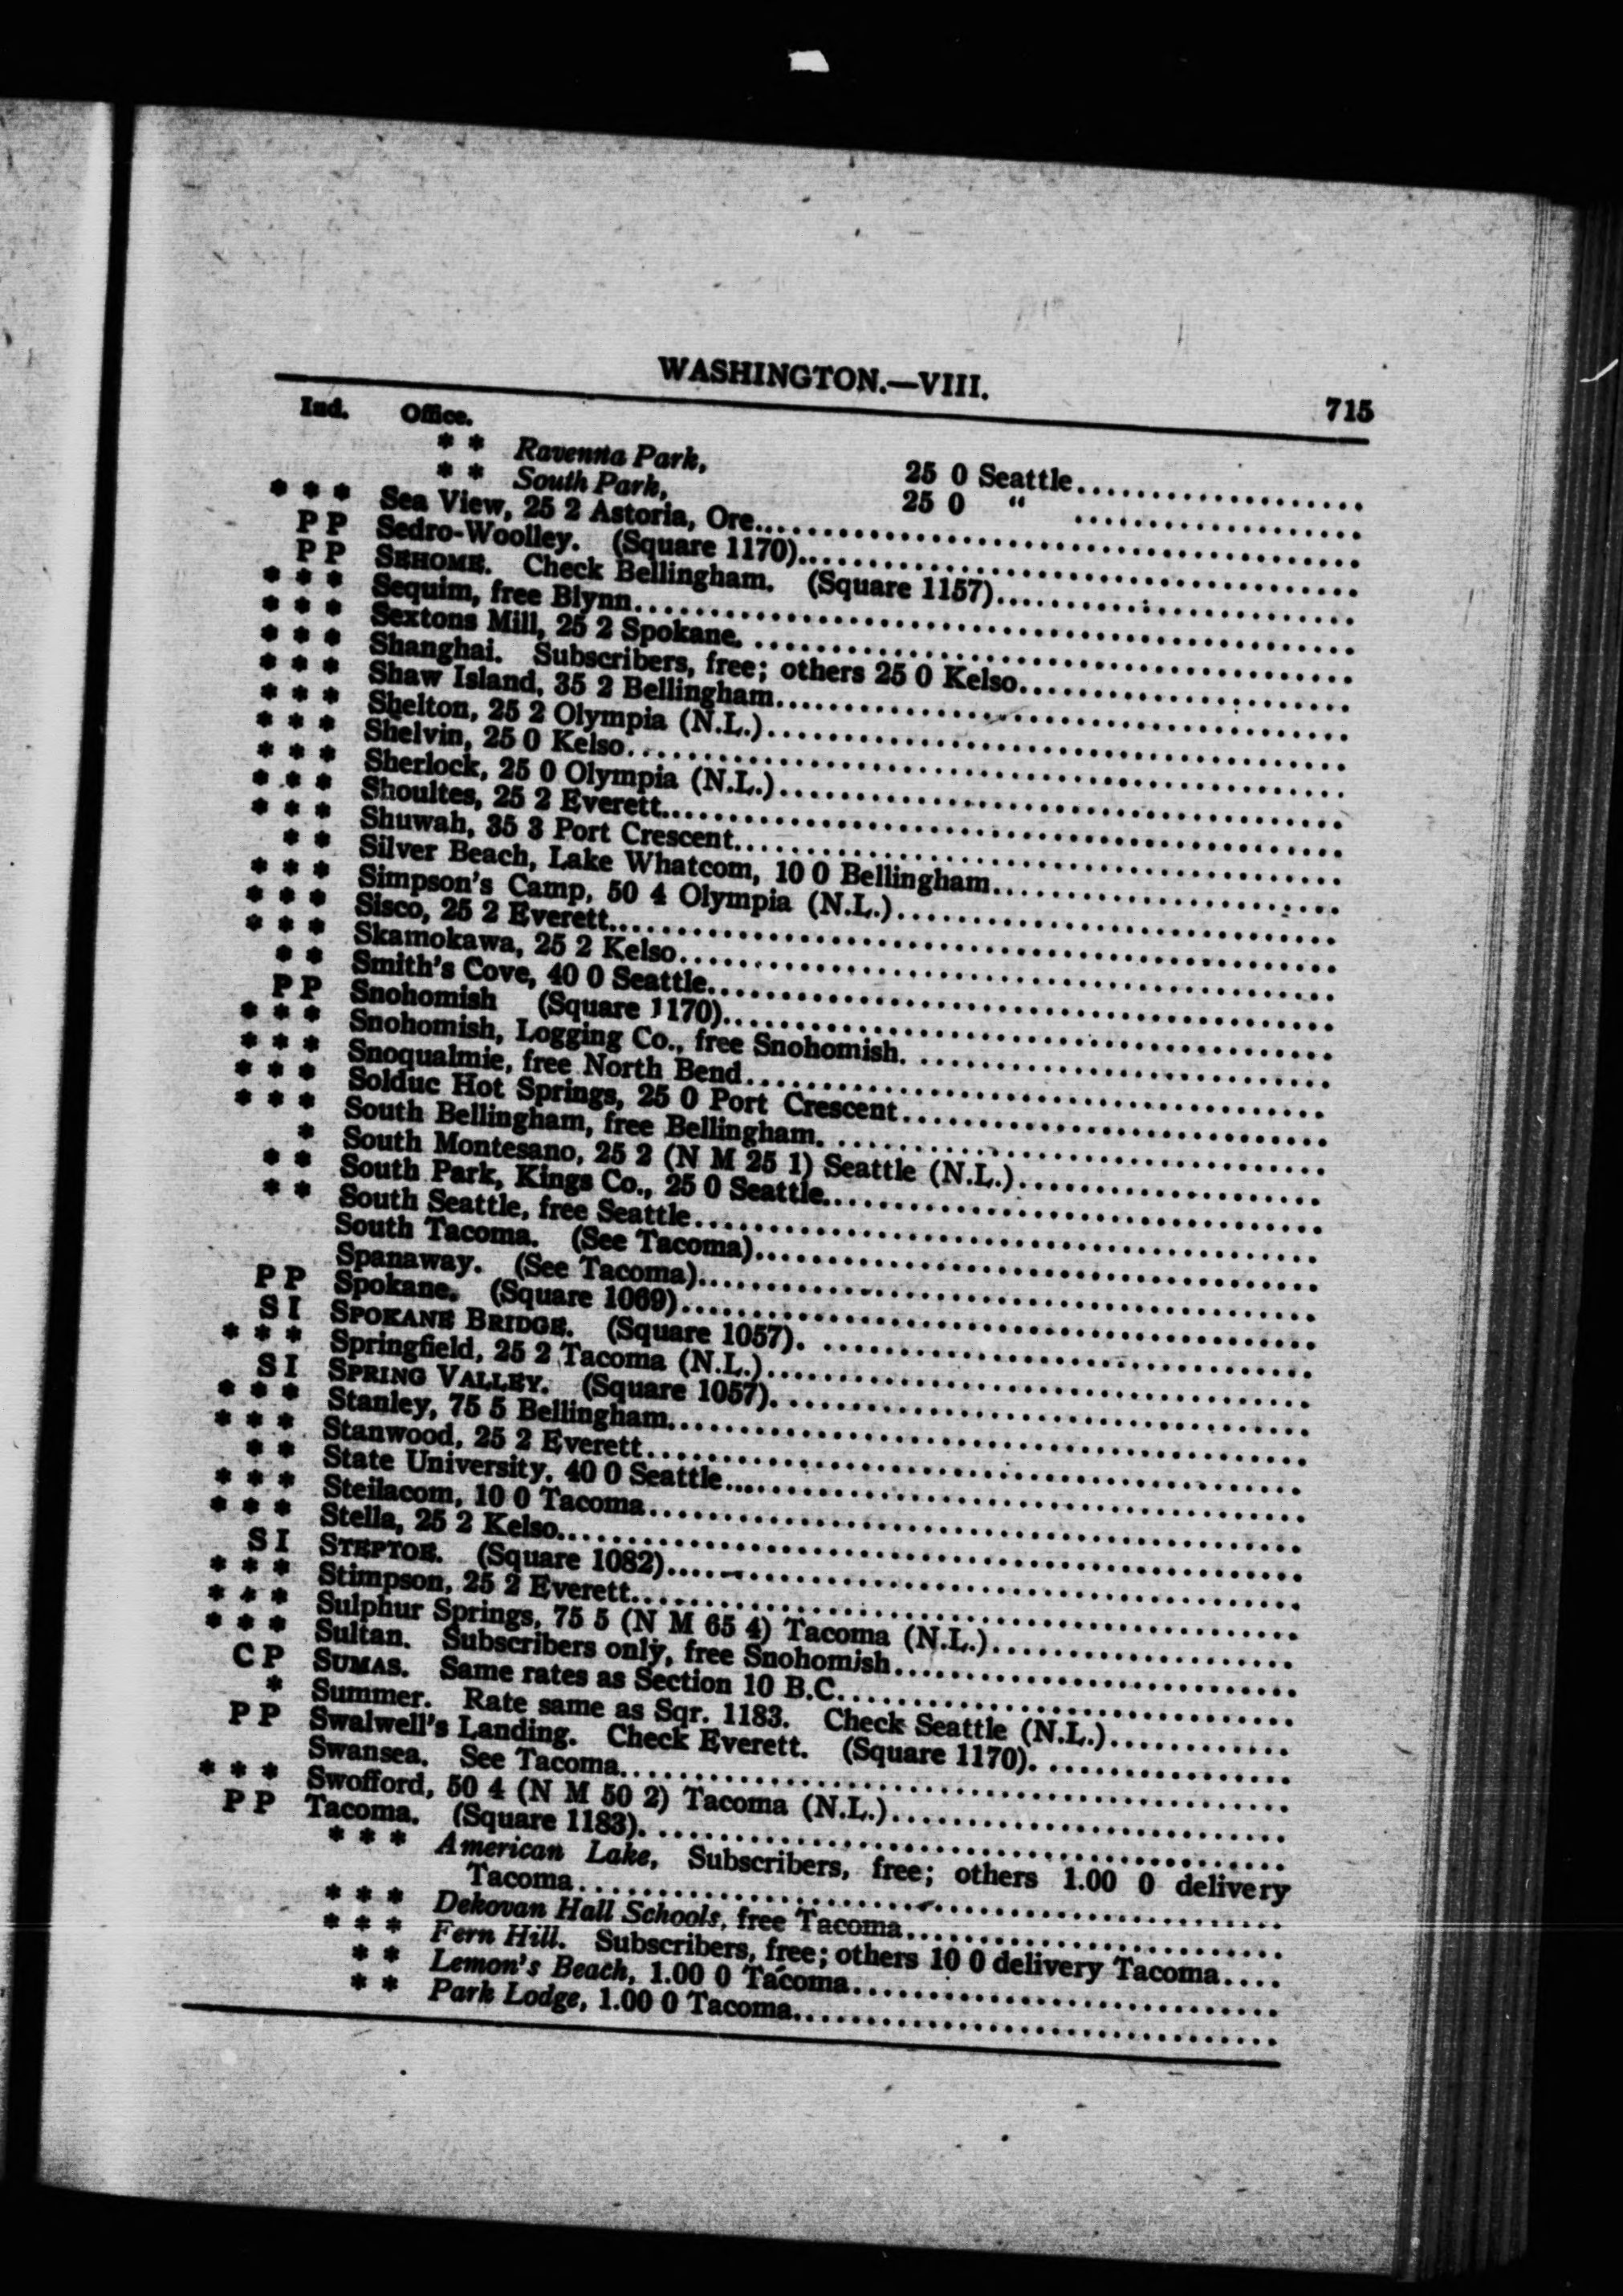 WASHINGTON.—VIII.
715
Ind. Office.
* * Ravenna Park, 25 0 Seattle....................
* * South Park, 25 0 “ ....................
* * * Sea View, 25 2 Astoria, Ore....................
P P Sedro-Woolley. (Square 1170)....................
P P SEHOME. Check Bellingham. (Square 1157)....................
* * * Sequim, free Blynn....................
* * * Sextons Mill, 25 2 Spokane....................
* * * Shanghai. Subscribers, free; others 25 0 Kelso....................
* * * Shaw Island, 35 2 Bellingham....................
* * * Shelton, 25 2 Olympia (N.L.)....................
* * * Shelvin, 25 0 Kelso....................
* * * Sherlock, 25 0 Olympia (N.L.)....................
* * * Shoultes, 25 2 Everett....................
* * * Shuwah, 35 3 Port Crescent....................
* * Silver Beach, Lake Whatcom, 10 0 Bellingham....................
* * * Simpson's Camp, 50 4 Olympia (N.L.)....................
* * * Sisco, 25 2 Everett....................
* * * Skamokawa, 25 2 Kelso....................
* * Smith's Cove, 40 0 Seattle....................
P P Snohomish (Square 1170)....................
* * * Snohomish, Logging Co., free Snohomish....................
* * * Snoqualmie, free North Bend....................
* * * Solduc Hot Springs, 25 0 Port Crescent....................
* * * South Bellingham, free Bellingham....................
* South Montesano, 25 2 (N M 25 1) Seattle (N.L.)....................
* * South Park, Kings Co., 25 0 Seattle....................
* * South Seattle, free Seattle....................
South Tacoma. (See Tacoma)....................
Spanaway. (See Tacoma)....................
P P Spokane. (Square 1069)....................
S I SPOKANE BRIDGE. (Square 1057)....................
* * * Springfield, 25 2 Tacoma (N.L.)....................
S I SPRING VALLEY. (Square 1057)....................
* * * Stanley, 75 5 Bellingham....................
* * * Stanwood, 25 2 Everett....................
* * State University, 40 0 Seattle....................
* * * Steilacom, 10 0 Tacoma....................
* * * Stella, 25 2 Kelso....................
S I STEPTOE. (Square 1082)....................
* * * Stimpson, 25 2 Everett....................
* * * Sulphur Springs, 75 5 (N M 65 4) Tacoma (N.L.)....................
* * * Sultan. Subscribers only, free Snohomish....................
C P SUMAS. Same rates as Section 10 B.C....................
* Summer. Rate same as Sqr. 1183. Check Seattle (N.L.)............
P P Swalwell's Landing. Check Everett. (Square 1170)................
Swansea. See Tacoma....................
* * * Swofford, 50 4 (N M 50 2) Tacoma (N.L.)....................
P P Tacoma. (Square 1183)....................
* * * American Lake, Subscribers, free; others 1.00 0 delivery
Tacoma....................
* * * Dekovan Hall Schools, free Tacoma....................
* * * Fern Hill. Subscribers, free; others 10 0 delivery Tacoma....
* * Lemon's Beach, 1.00 0 Tacoma....................
* * Park Lodge, 1.00 0 Tacoma....................